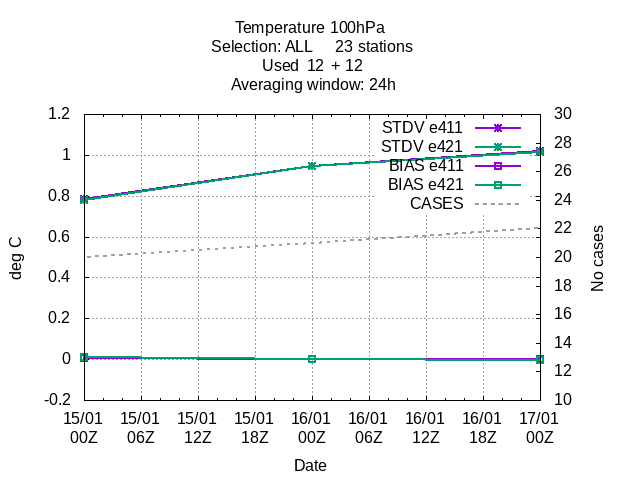 Temperature 100hPa
Selection: ALL 23 stations
Used 12 + 12
Averaging window: 24h
1.2
1
0.8
0.6
0.4
0.2
0
-0.2
deg C
30
28
26
24
22
20
18
16
14
12
10
No cases
STDV e411
STDV e421
BIAS e411
BIAS e421
CASES
15/01 15/01 15/01 15/01 16/01 16/01 16/01 16/01 17/01
00Z 06Z 12Z 18Z 00Z 06Z 12Z 18Z 00Z
Date